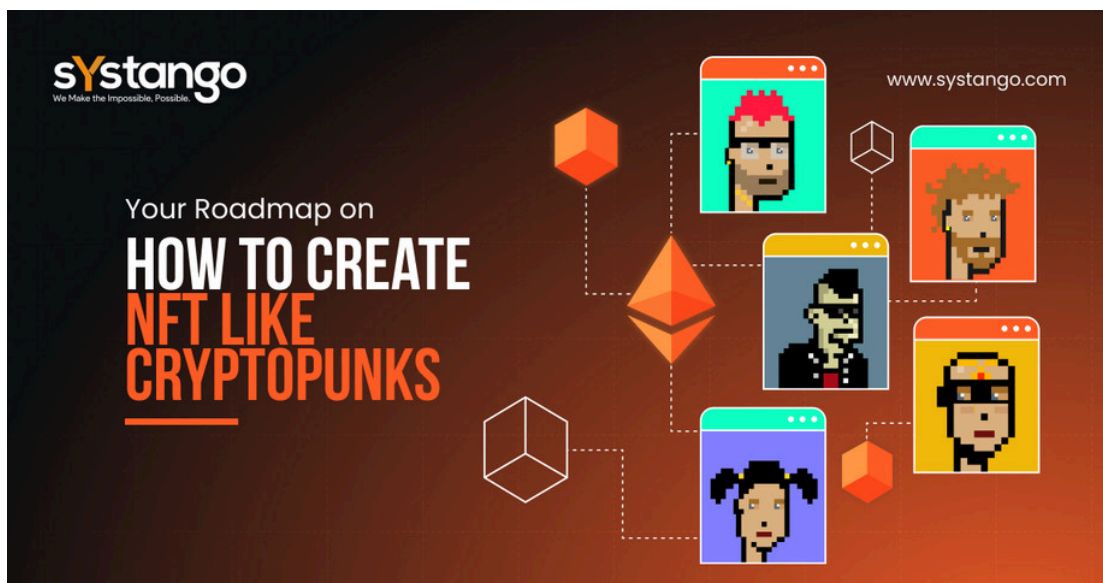 sYstango
We Make the Impossible, Possible.
www.systango.com
Your Roadmap on
HOW TO CREATE
NFT LIKE
CRYPTOPUNKS